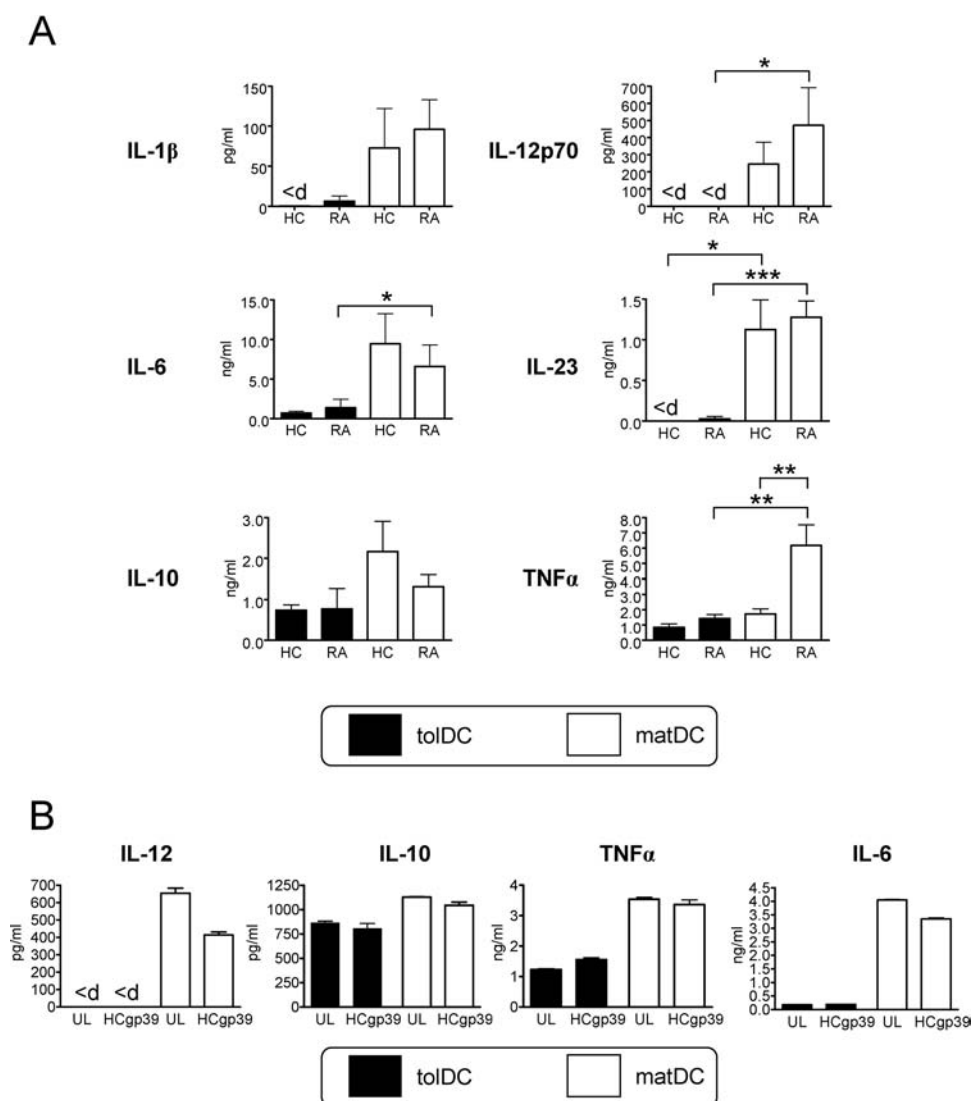 A
IL-1β
pg/ml
150
100
50
0
<d
HC RA HC RA
IL-12p70
pg/ml
700
600
500
400
300
200
100
0
*
<d <d
HC RA HC RA
IL-6
ng/ml
15.0
10.0
5.0
0.0
*
HC RA HC RA
IL-23
ng/ml
1.5
1.0
0.5
0.0
*
***
<d
HC RA HC RA
IL-10
ng/ml
3.0
2.0
1.0
0.0
HC RA HC RA
TNFα
ng/ml
8.0
7.0
6.0
5.0
4.0
3.0
2.0
1.0
0.0
**
**
HC RA HC RA
tolDC matDC
B
IL-12
pg/ml
700
600
500
400
300
200
100
0
<d <d
UL HCgp39 UL HCgp39
IL-10
pg/ml
1250
1000
750
500
250
0
UL HCgp39 UL HCgp39
TNFα
ng/ml
4
3
2
1
0
UL HCgp39 UL HCgp39
IL-6
ng/ml
4.5
4.0
3.5
3.0
2.5
2.0
1.5
1.0
0.5
0.0
UL HCgp39 UL HCgp39
tolDC matDC